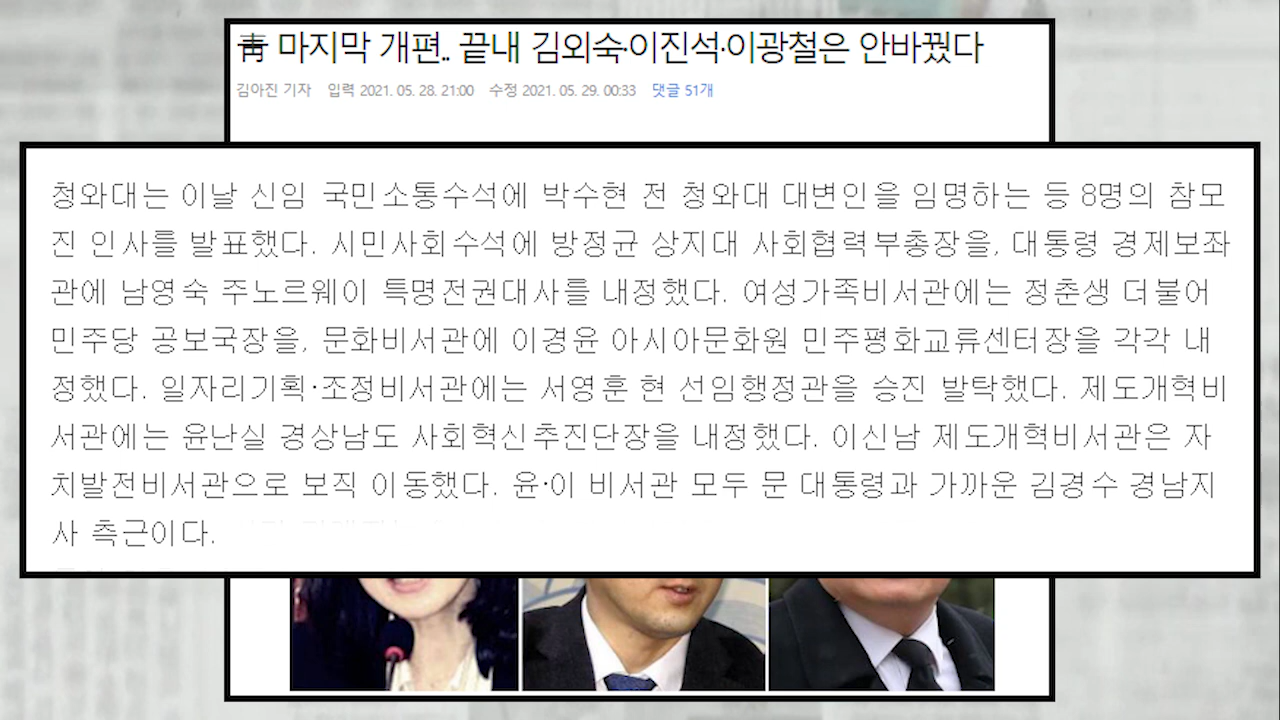 靑 마지막 개편.. 끝내 김외숙·이진석·이광철은 안바꿨다
김아진 기자 입력 2021. 05. 28. 21:00 수정 2021. 05. 29. 00:33 댓글 51개
청와대는 이날 신임 국민소통수석에 박수현 전 청와대 대변인을 임명하는 등 8명의 참모
진 인사를 발표했다. 시민사회수석에 방정균 상지대 사회협력부총장을, 대통령 경제보좌
관에 남영숙 주노르웨이 특명전권대사를 내정했다. 여성가족비서관에는 정춘생 더불어
민주당 공보국장을, 문화비서관에 이경윤 아시아문화원 민주평화교류센터장을 각각 내
정했다. 일자리기획·조정비서관에는 서영훈 현 선임행정관을 승진 발탁했다. 제도개혁비
서관에는 윤난실 경상남도 사회혁신추진단장을 내정했다. 이신남 제도개혁비서관은 자
치발전비서관으로 보직 이동했다. 윤·이 비서관 모두 문 대통령과 가까운 김경수 경남지
사 측근이다.